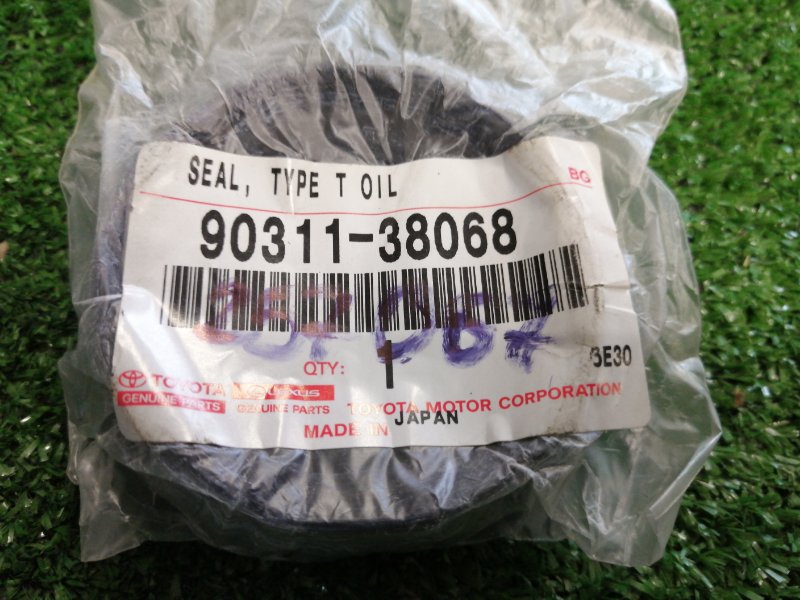 SEAL, TYPE T OIL BG
90311-38068
QTY: 1
TOYOTA LEXUS
GENUINE PARTS GENUINE PARTS TOYOTA MOTOR CORPORATION
MADE IN JAPAN